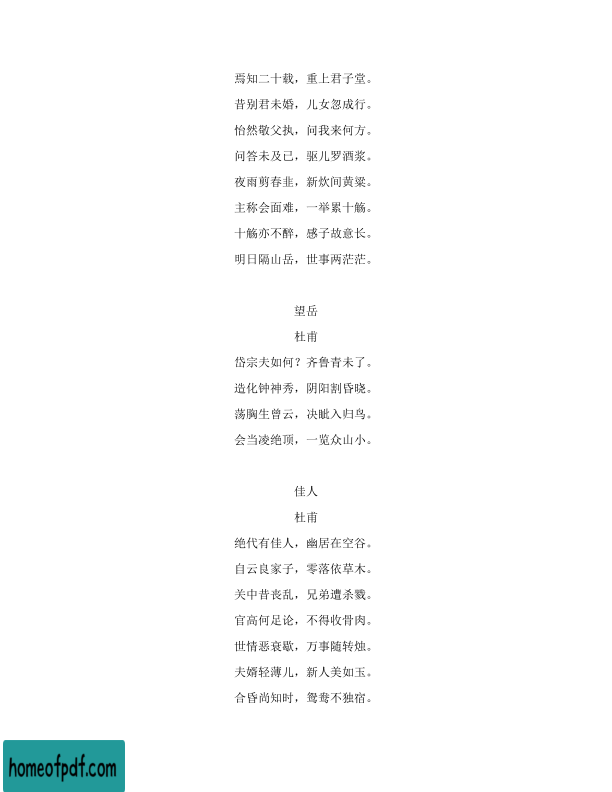 焉知二十载，重上君子堂。
昔别君未婚，儿女忽成行。
怡然敬父执，问我来何方。
问答未及已，驱儿罗酒浆。
夜雨剪春韭，新炊间黄粱。
主称会面难，一举累十觞。
十觞亦不醉，感子故意长。
明日隔山岳，世事两茫茫。
望岳
杜甫
岱宗夫如何？齐鲁青未了。
造化钟神秀，阴阳割昏晓。
荡胸生曾云，决眦入归鸟。
会当凌绝顶，一览众山小。
佳人
杜甫
绝代有佳人，幽居在空谷。
自云良家子，零落依草木。
关中昔丧乱，兄弟遭杀戮。
官高何足论，不得收骨肉。
世情恶衰歇，万事随转烛。
夫婿轻薄儿，新人美如玉。
合昏尚知时，鸳鸯不独宿。
homeofpdf.com